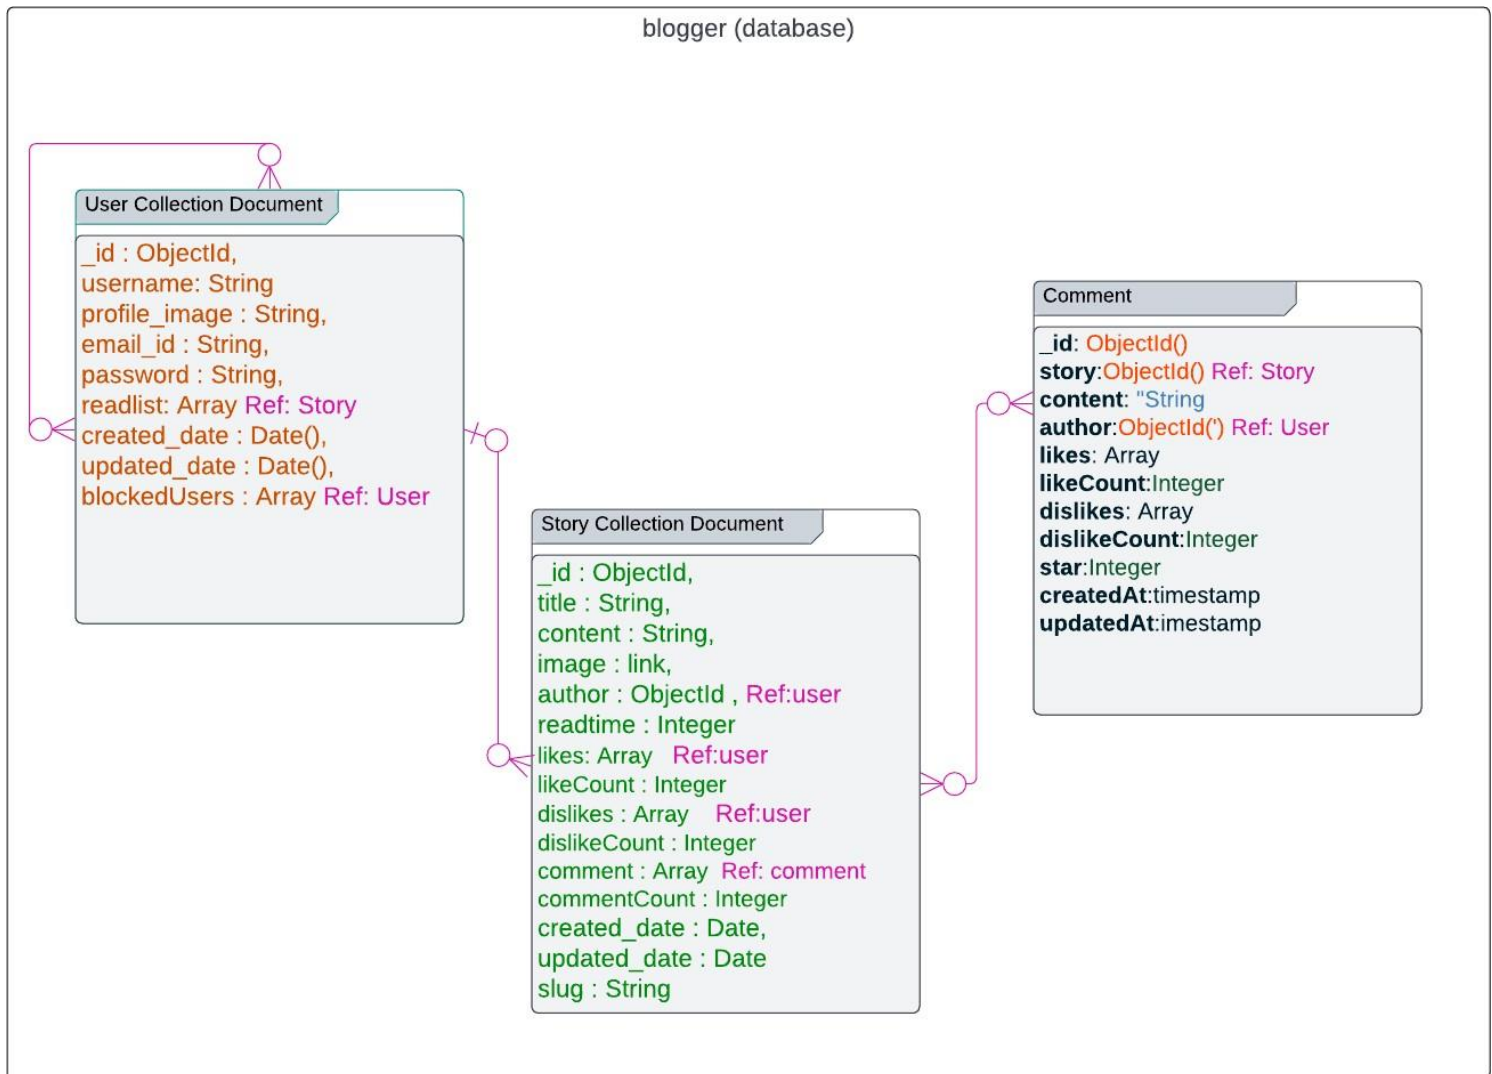 blogger (database)
User Collection Document
_id : ObjectId,
username: String
profile_image : String,
email_id : String,
password : String,
readlist: Array Ref: Story
created_date : Date(),
updated_date : Date(),
blockedUsers : Array Ref: User
Story Collection Document
_id : ObjectId,
title : String,
content : String,
image : link,
author : ObjectId , Ref:user
readtime : Integer
likes: Array Ref:user
likeCount : Integer
dislikes : Array Ref:user
dislikeCount : Integer
comment : Array Ref: comment
commentCount : Integer
created_date : Date,
updated_date : Date
slug : String
Comment
_id: ObjectId()
story:ObjectId() Ref: Story
content: "String
author:ObjectId(') Ref: User
likes: Array
likeCount:Integer
dislikes: Array
dislikeCount:Integer
star:Integer
createdAt:timestamp
updatedAt:imestamp